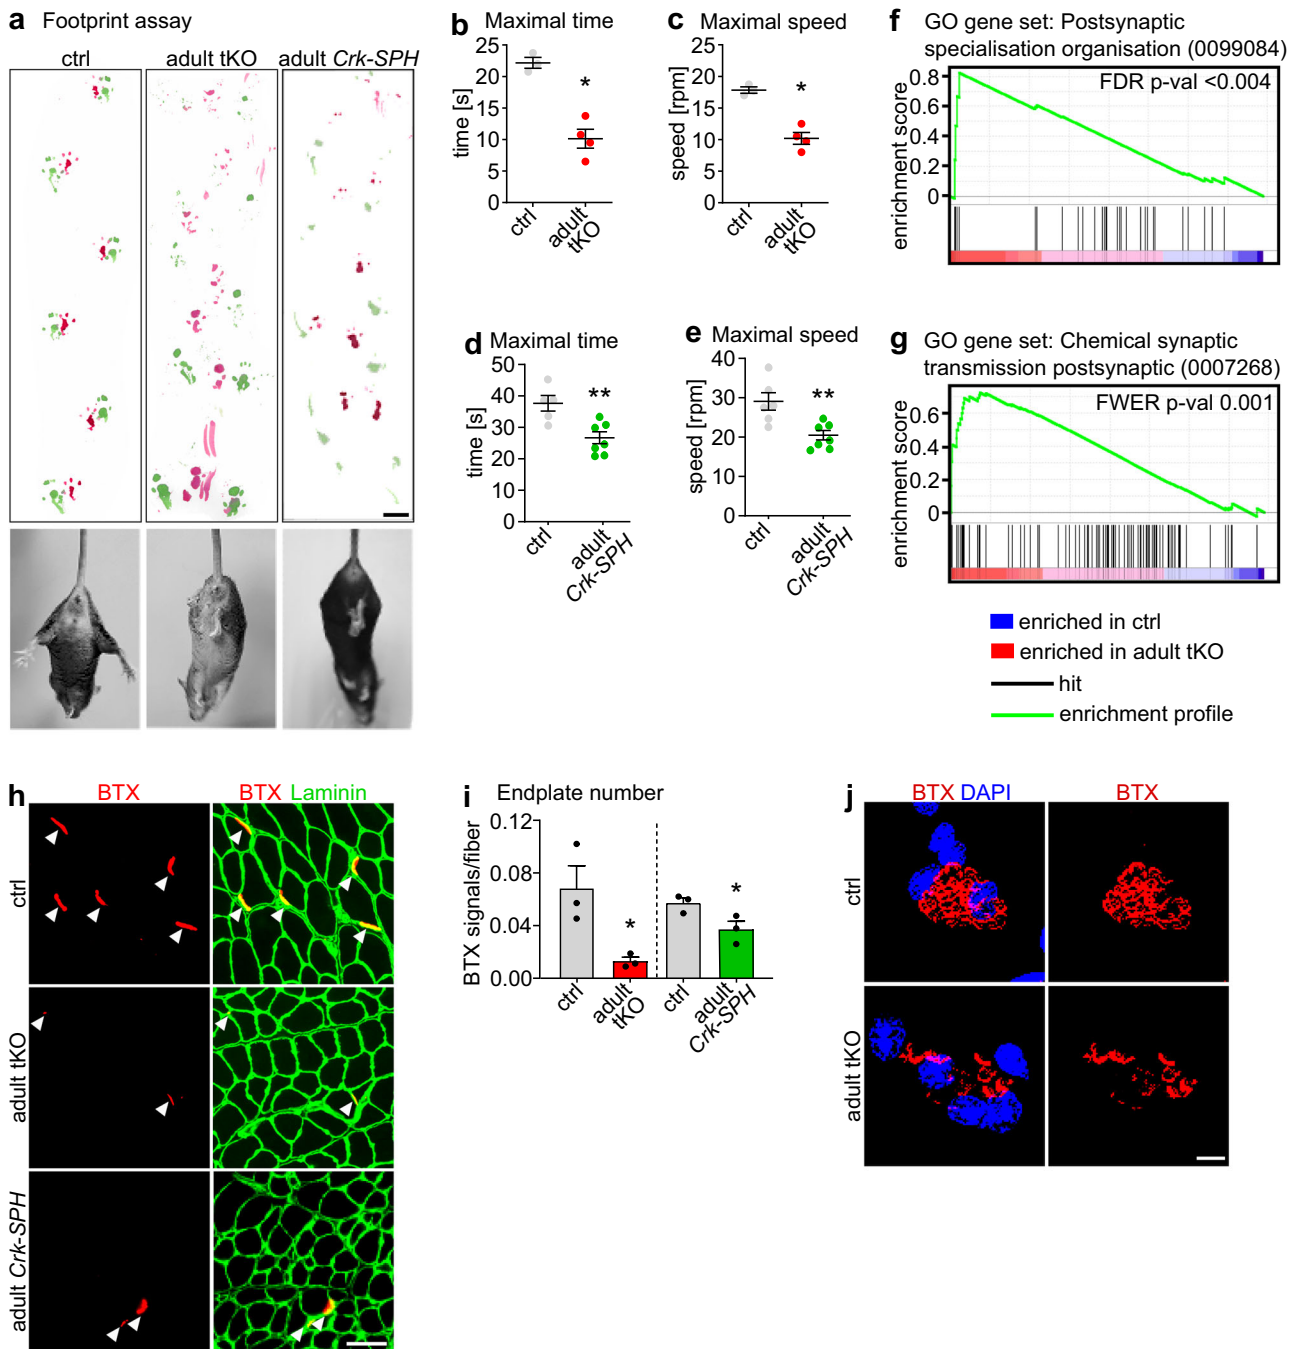 a Footprint assay
ctrl adult tKO adult Crk-SPH
b Maximal time
time [s]
25
20
15
10
5
0
ctrl
adult
tKO
*
c Maximal speed
speed [rpm]
25
20
15
10
5
0
ctrl
adult
tKO
*
d Maximal time
time [s]
50
40
30
20
10
0
ctrl
adult
Crk-SPH
**
e Maximal speed
speed [rpm]
40
30
20
10
0
ctrl
adult
Crk-SPH
**
f GO gene set: Postsynaptic
specialisation organisation (0099084)
FDR p-val <0.004
enrichment score
0.8
0.6
0.4
0.2
0
g GO gene set: Chemical synaptic
transmission postsynaptic (0007268)
FWER p-val 0.001
enrichment score
0.6
0.4
0.2
0
enriched in ctrl
enriched in adult tKO
hit
enrichment profile
h BTX BTX Laminin
ctrl
adult tKO
adult Crk-SPH
i Endplate number
BTX signals/fiber
0.12
0.08
0.04
0.00
ctrl
adult
tKO
ctrl
adult
Crk-SPH
*
*
j BTX DAPI BTX
ctrl
adult tKO